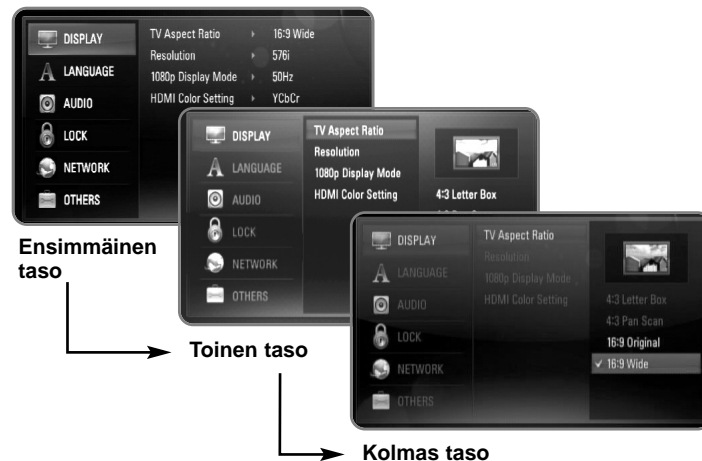 DISPLAY
LANGUAGE
AUDIO
LOCK
NETWORK
OTHERS
TV Aspect Ratio 16:9 Wide
Resolution 576i
1080p Display Mode 50Hz
HDMI Color Setting YCbCr
Ensimmäinen
taso
DISPLAY
LANGUAGE
AUDIO
LOCK
NETWORK
OTHERS
TV Aspect Ratio
Resolution
1080p Display Mode
HDMI Color Setting
4:3 Letter Box
Toinen taso
DISPLAY
LANGUAGE
AUDIO
LOCK
NETWORK
OTHERS
TV Aspect Ratio
Resolution
1080p Display Mode
HDMI Color Setting
4:3 Letter Box
4:3 Pan Scan
16:9 Original
✓ 16:9 Wide
Kolmas taso